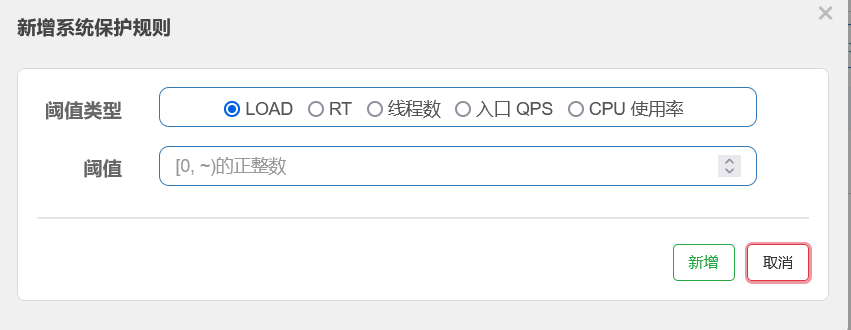 新增系统保护规则
阈值类型 LOAD RT 线程数 入口 QPS CPU 使用率
阈值 [0, ~)的正整数
新增 取消